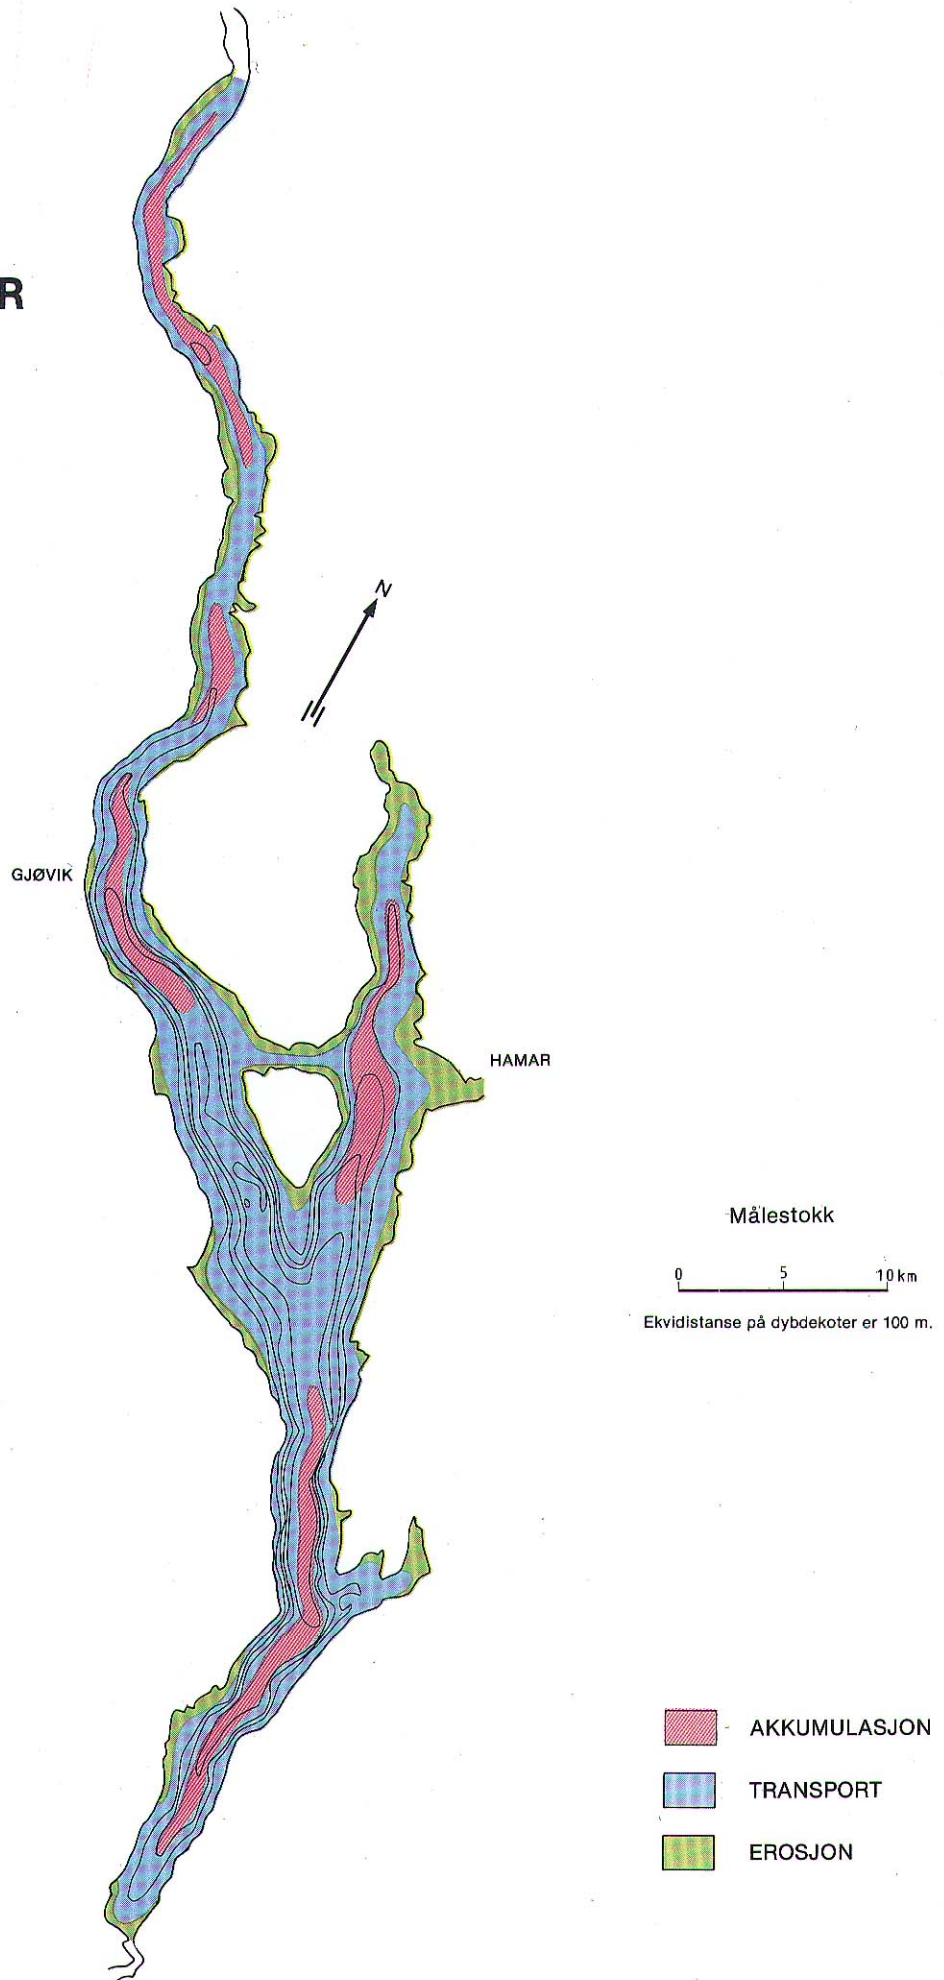 R
N
GJØVIK
HAMAR
Målestokk
0 5 10 km
Ekvidistanse på dybdekoter er 100 m.
AKKUMULASJON
TRANSPORT
EROSJON